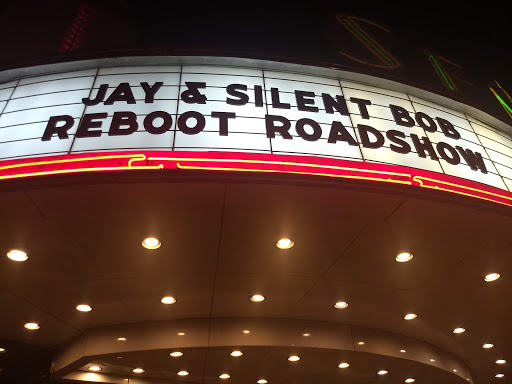 JAY & SILENT BOB
REBOOT ROADSHOW